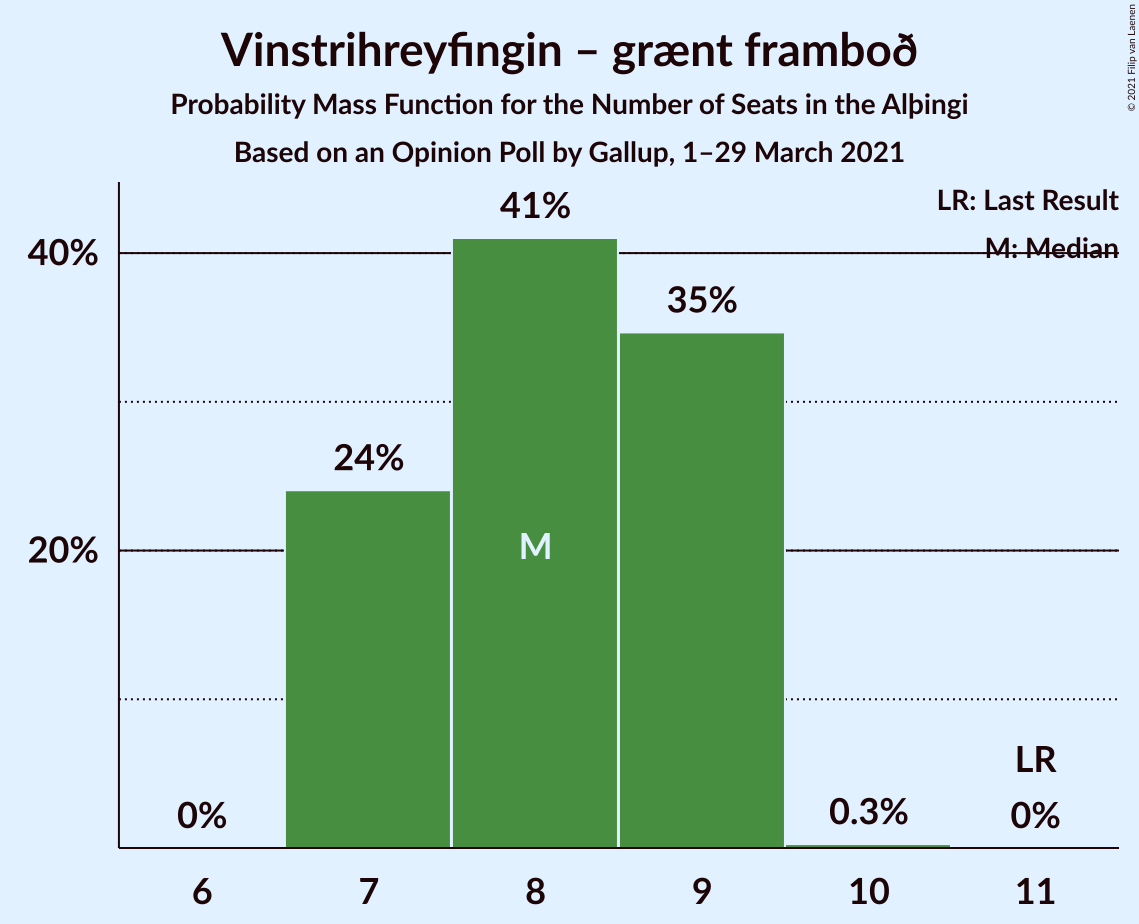 Vinstrihreyfingin – grænt framboð
Probability Mass Function for the Number of Seats in the Alþingi
Based on an Opinion Poll by Gallup, 1–29 March 2021
© 2021 Filip van Laenen
LR: Last Result
M: Median
41%
40%
35%
24%
20%
M
LR
0%
0.3%
0%
6 7 8 9 10 11